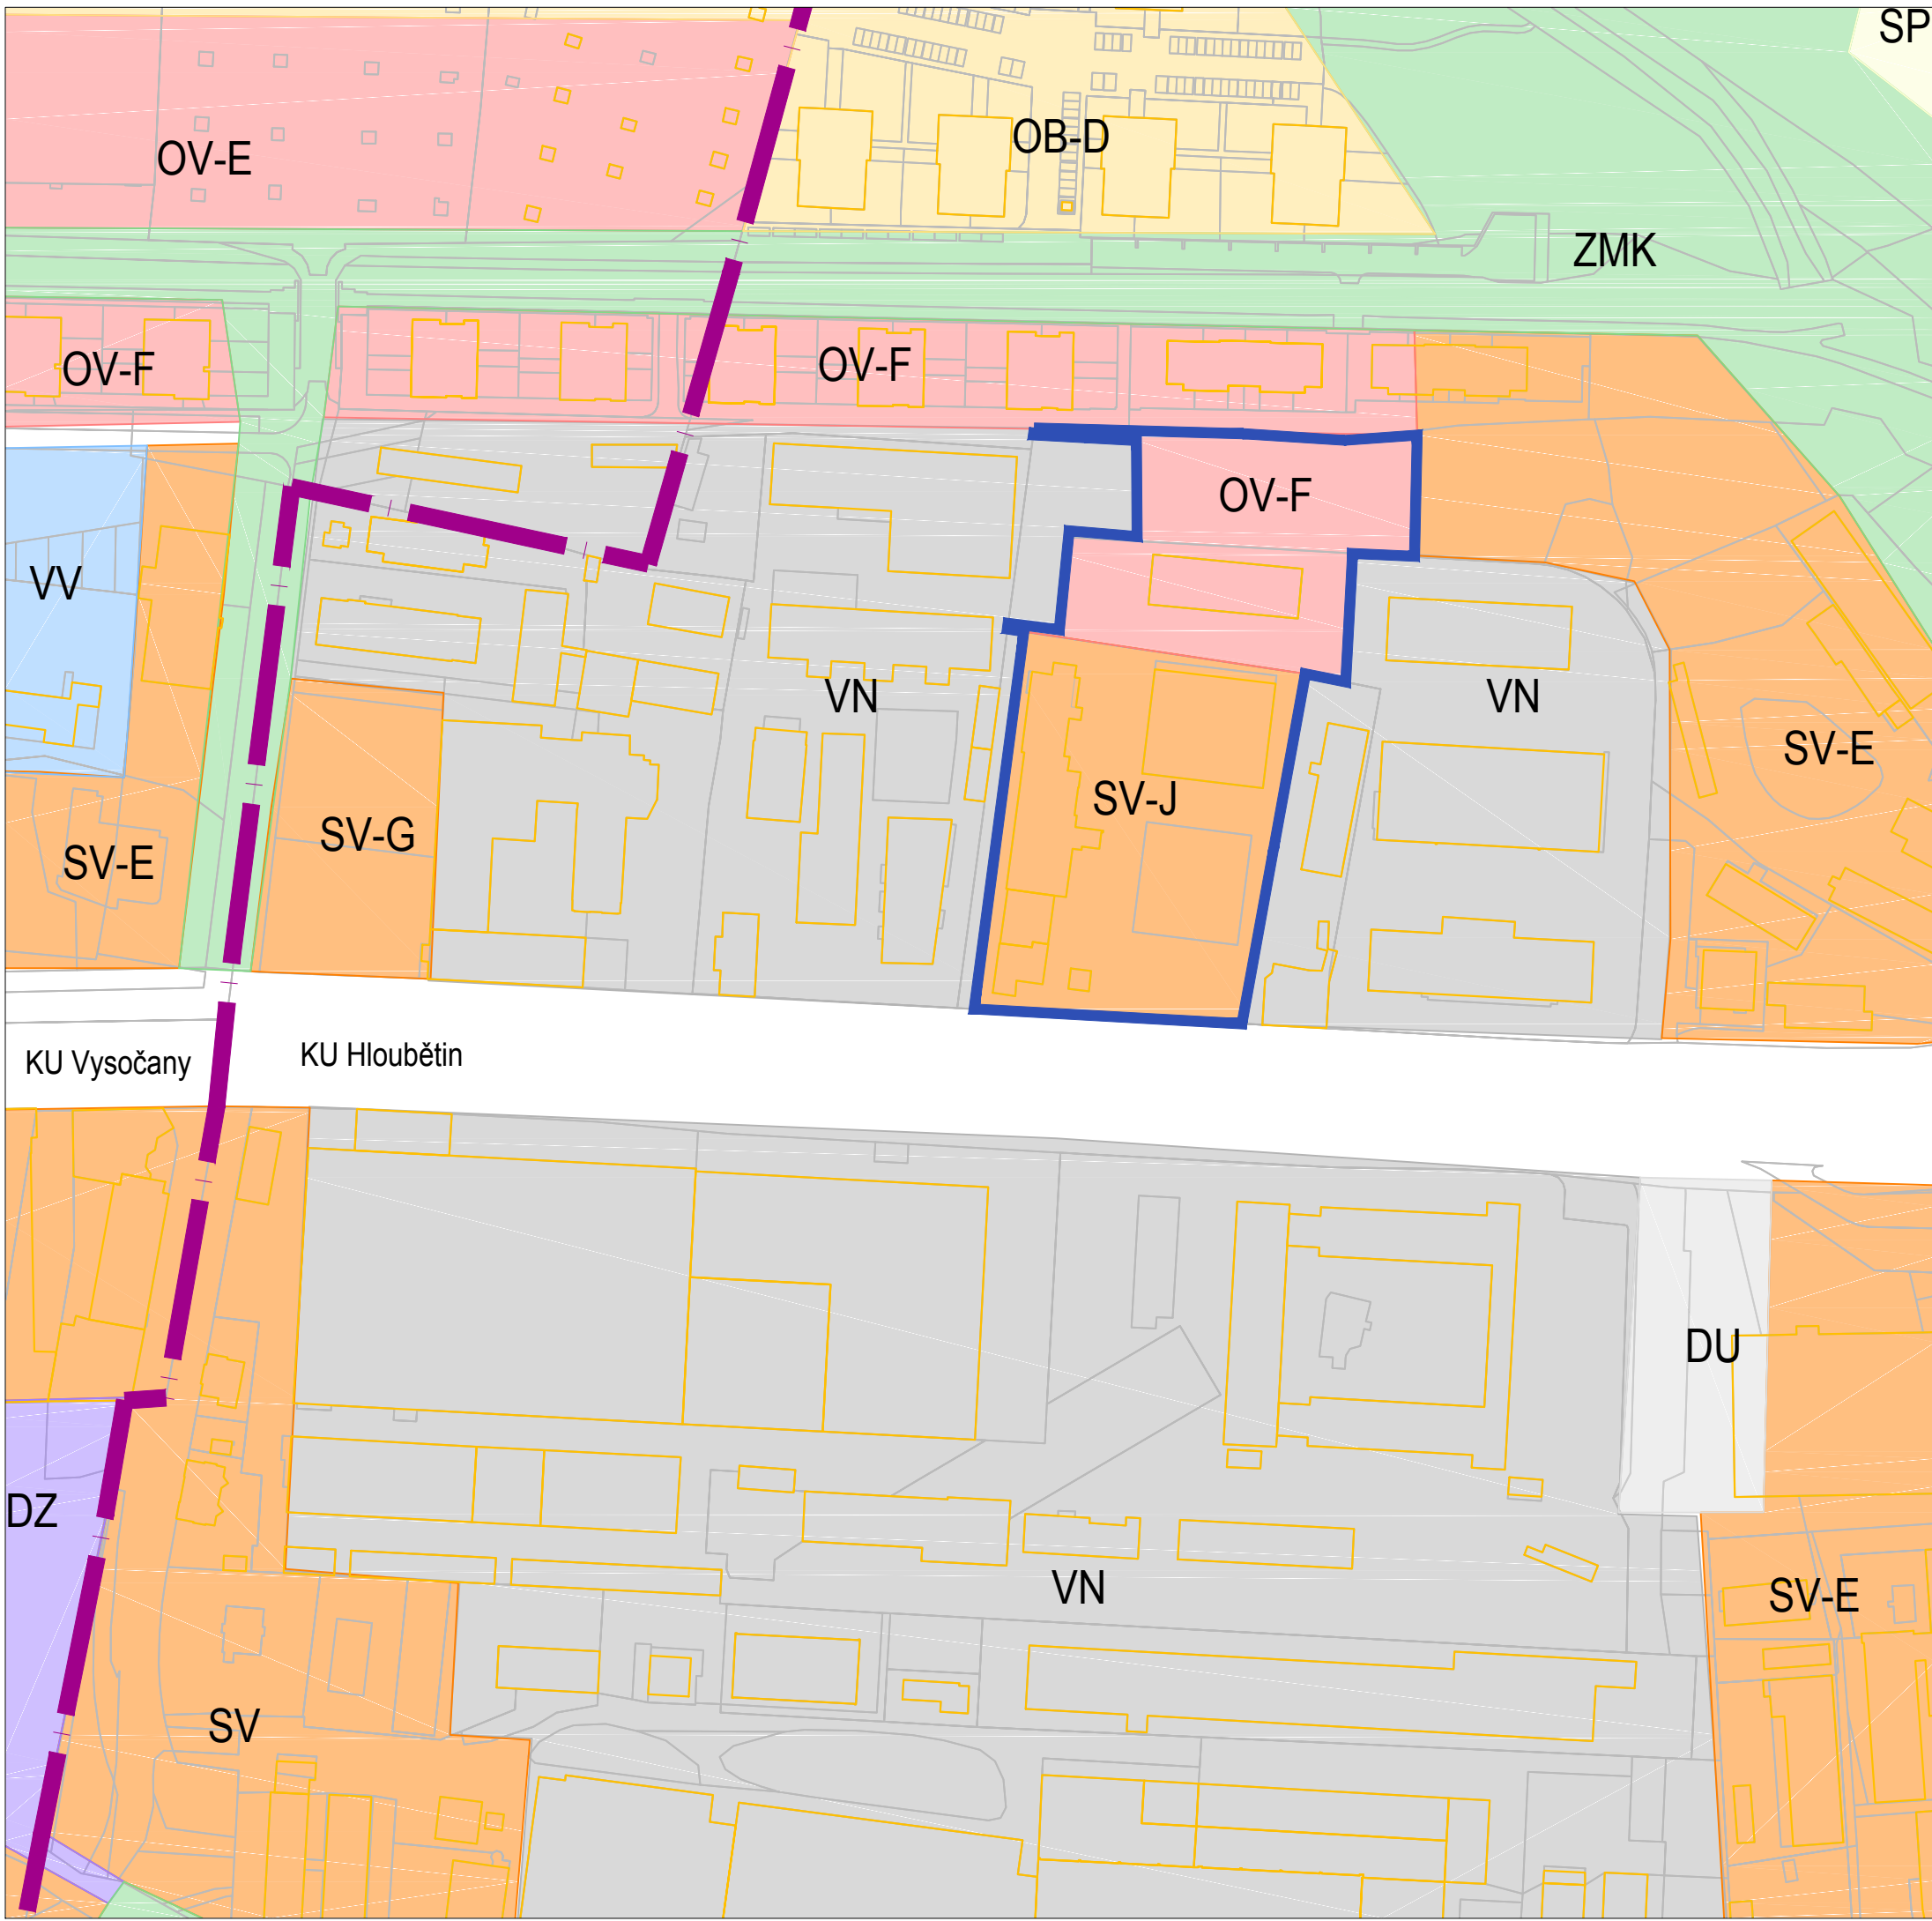 SP
OB-D
OV-E
ZMK
OV-F
OV-F
OV-F
VV
VN
VN
SV-E
SV-J
SV-G
SV-E
KU Vysočany
KU Hloubětin
DU
DZ
VN
SV-E
SV